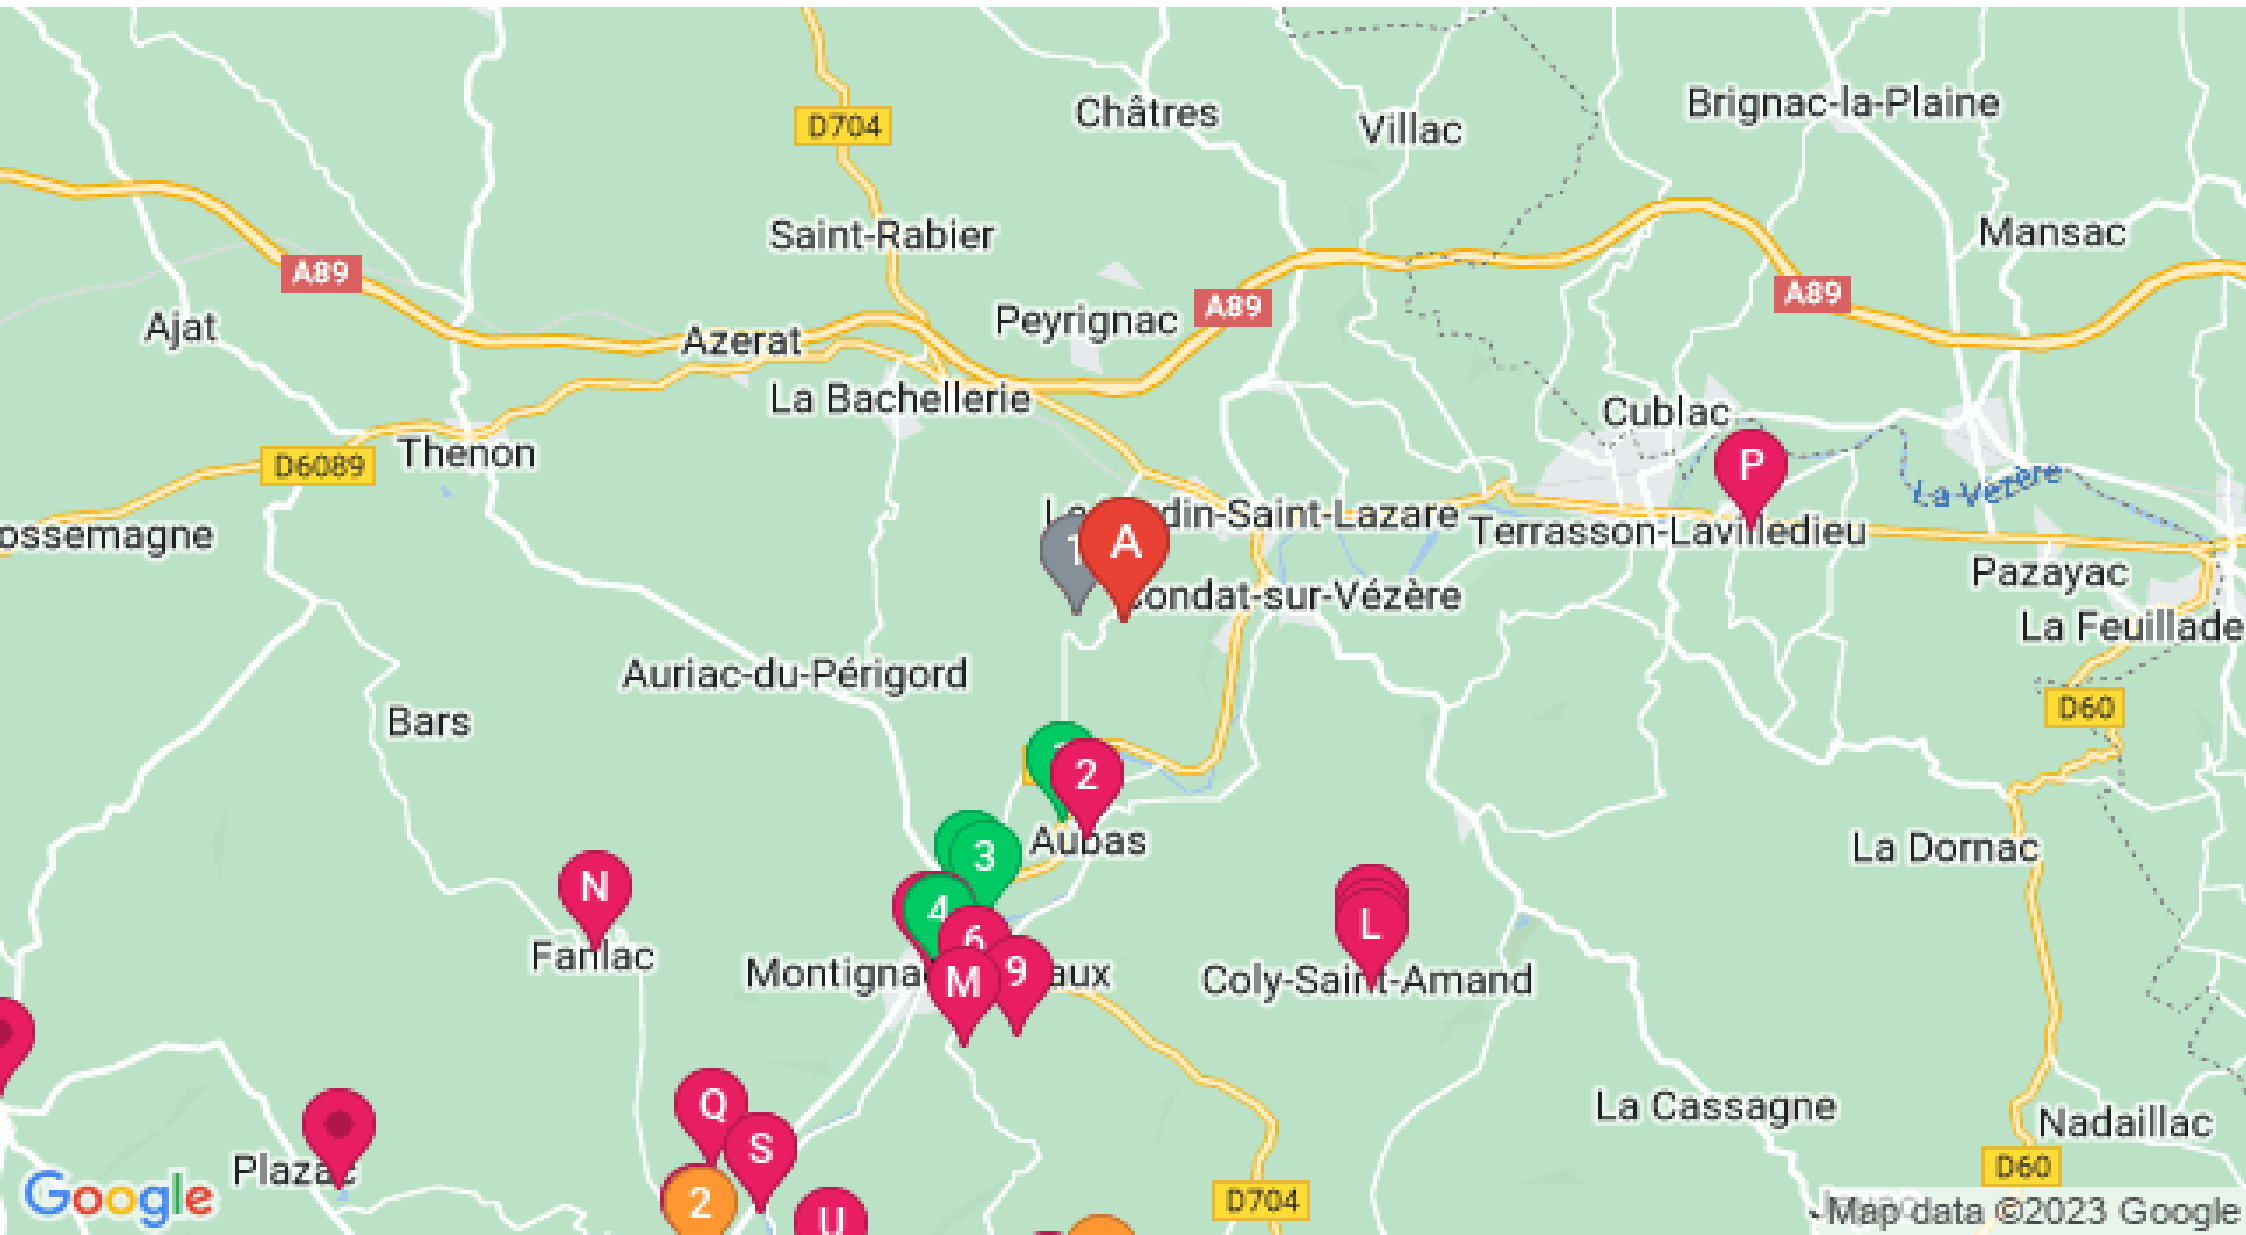 Châtres
Brignac-la-Plaine
D704
Villac
Saint-Rabier
Mansac
A89
A89
A89
Ajat
Peyrignac
Azerat
La Bachellerie
Cublac
Thenon
D6089
P
La Vézère
din-Saint-Lazare
ossemagne
1
A
Terrasson-Lavilledieu
ondat-sur-Vézère
Pazayac
La Feuillade
Auriac-du-Périgord
Bars
D60
2
Aubas
La Dornac
3
N
4
L
6
Fanlac
Montigna
M
9
aux
Coly-Saint-Amand
Q
La Cassagne
Nadaillac
S
Plazac
D60
Google
2
U
D704
Map data ©2023 Google